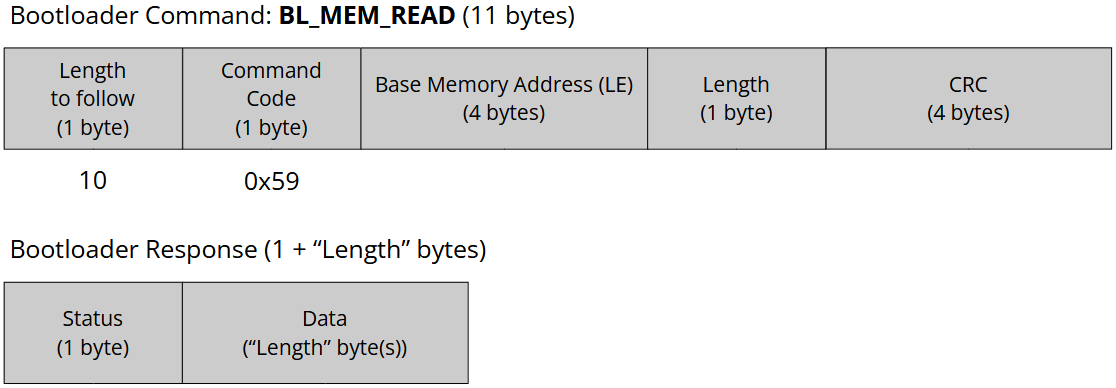 Bootloader Command: BL_MEM_READ (11 bytes)
Length
to follow
(1 byte)
Command
Code
(1 byte)
Base Memory Address (LE)
(4 bytes)
Length
(1 byte)
CRC
(4 bytes)
10
0x59
Bootloader Response (1 + “Length” bytes)
Status
(1 byte)
Data
(“Length” byte(s))